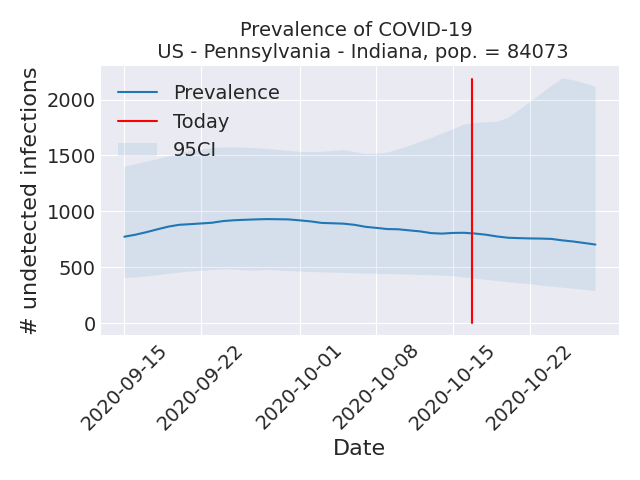 Prevalence of COVID-19
US - Pennsylvania - Indiana, pop. = 84073
# undetected infections
2000
1500
1000
500
0
Prevalence
Today
95CI
2020-09-15
2020-09-22
2020-10-01
2020-10-08
2020-10-15
2020-10-22
Date